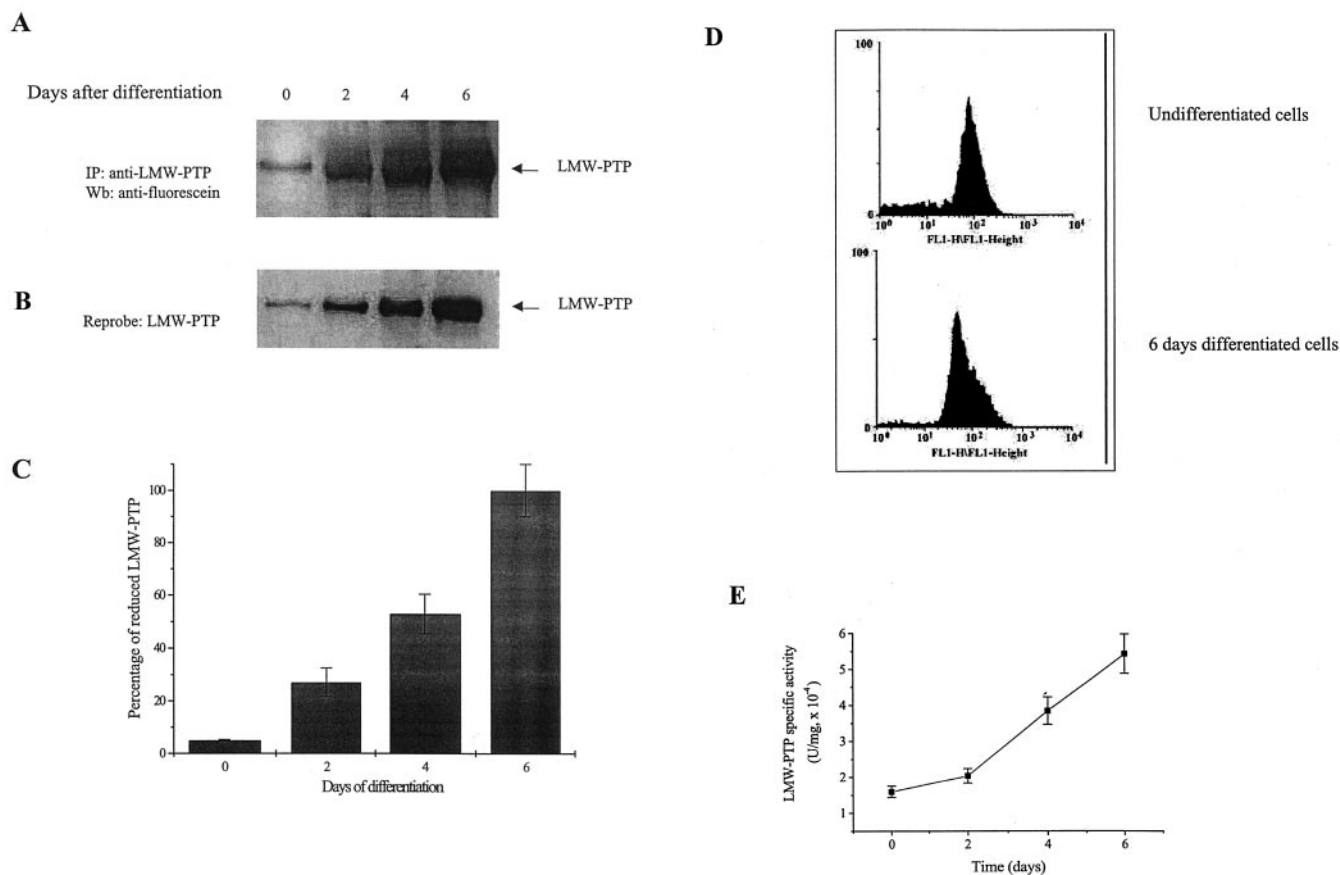 A
Days after differentiation
0 2 4 6
IP: anti-LMW-PTP
Wb: anti-fluorescein
LMW-PTP
B
Reprobe: LMW-PTP
LMW-PTP
C
Percentage of reduced LMW-PTP
100
80
60
40
20
0
0 2 4 6
Days of differentiation
D
100
0
10^0 10^1 10^2 10^3 10^4
FL1-H\FL1-Height
Undifferentiated cells
100
0
10^0 10^1 10^2 10^3 10^4
FL1-H\FL1-Height
6 days differentiated cells
E
LMW-PTP specific activity
(U/mg, x 10^-4)
6
5
4
3
2
1
0 2 4 6
Time (days)